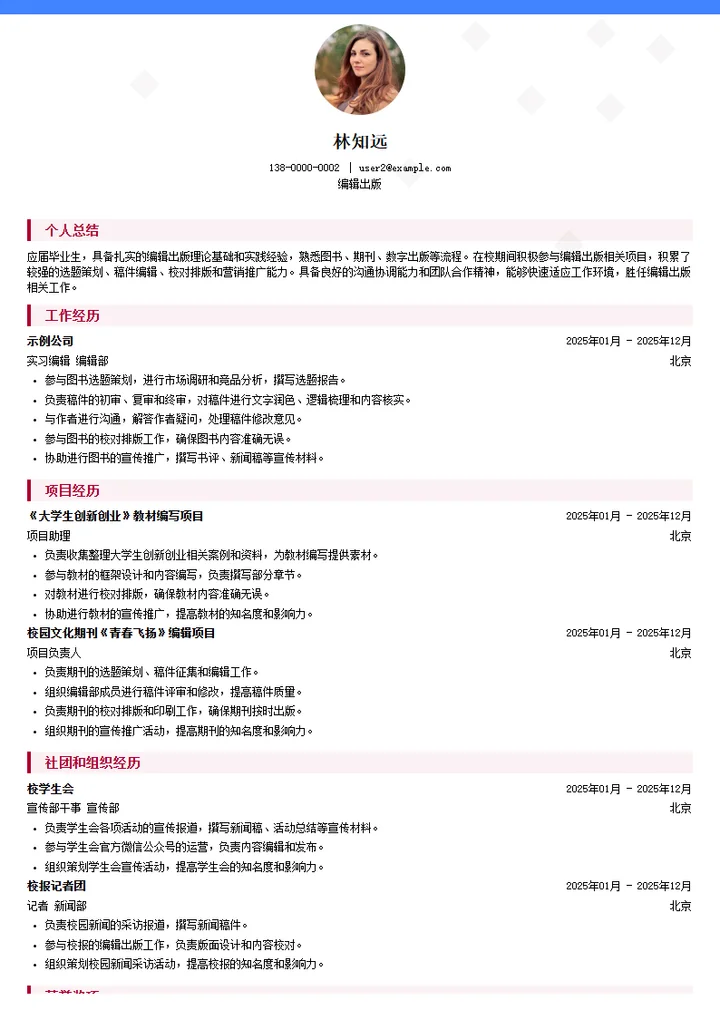 林知远
138-0000-0002 | user2@example.com
编辑出版
个人总结
应届毕业生，具备扎实的编辑出版理论基础和实践经验，熟悉图书、期刊、数字出版等流程。在校期间积极参与编辑出版相关项目，积累了
较强的选题策划、稿件编辑、校对排版和营销推广能力。具备良好的沟通协调能力和团队合作精神，能够快速适应工作环境，胜任编辑出版
相关工作。
工作经历
示例公司 2025年01月 - 2025年12月
实习编辑 编辑部 北京
• 参与图书选题策划，进行市场调研和竞品分析，撰写选题报告。
• 负责稿件的初审、复审和终审，对稿件进行文字润色、逻辑梳理和内容核实。
• 与作者进行沟通，解答作者疑问，处理稿件修改意见。
• 参与图书的校对排版工作，确保图书内容准确无误。
• 协助进行图书的宣传推广，撰写书评、新闻稿等宣传材料。
项目经历
《大学生创新创业》教材编写项目 2025年01月 - 2025年12月
项目助理 北京
• 负责收集整理大学生创新创业相关案例和资料，为教材编写提供素材。
• 参与教材的框架设计和内容编写，负责撰写部分章节。
• 对教材进行校对排版，确保教材内容准确无误。
• 协助进行教材的宣传推广，提高教材的知名度和影响力。
校园文化期刊《青春飞扬》编辑项目 2025年01月 - 2025年12月
项目负责人 北京
• 负责期刊的选题策划、稿件征集和编辑工作。
• 组织编辑部成员进行稿件评审和修改，提高稿件质量。
• 负责期刊的校对排版和印刷工作，确保期刊按时出版。
• 组织期刊的宣传推广活动，提高期刊的知名度和影响力。
社团和组织经历
校学生会 2025年01月 - 2025年12月
宣传部干事 宣传部 北京
• 负责学生会各项活动的宣传报道，撰写新闻稿、活动总结等宣传材料。
• 参与学生会官方微信公众号的运营，负责内容编辑和发布。
• 组织策划学生会宣传活动，提高学生会的知名度和影响力。
校报记者团 2025年01月 - 2025年12月
记者 新闻部 北京
• 负责校园新闻的采访报道，撰写新闻稿件。
• 参与校报的编辑出版工作，负责版面设计和内容校对。
• 组织策划校园新闻采访活动，提高校报的知名度和影响力。